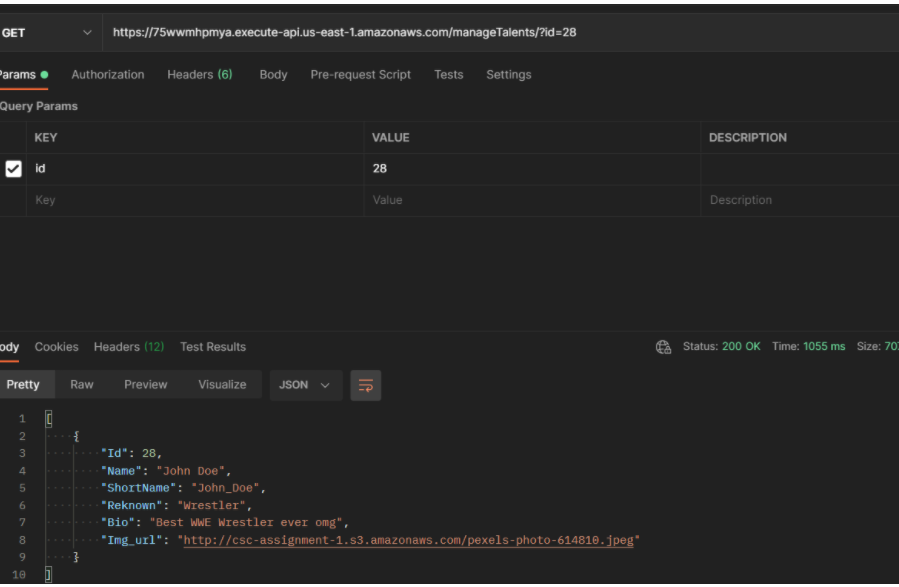 GET https://75wwmhpmya.execute-api.us-east-1.amazonaws.com/manageTalents/?id=28
Params Authorization Headers (6) Body Pre-request Script Tests Settings
Query Params
KEY VALUE DESCRIPTION
id 28
Key Value Description
ody Cookies Headers (12) Test Results Status: 200 OK Time: 1055 ms Size: 707
Pretty Raw Preview Visualize JSON
1 [
2 {
3 "Id": 28,
4 "Name": "John Doe",
5 "ShortName": "John_Doe",
6 "Reknown": "Wrestler",
7 "Bio": "Best WWE Wrestler ever omg",
8 "Img_url": "http://csc-assignment-1.s3.amazonaws.com/pexels-photo-614810.jpeg"
9 }
10 ]